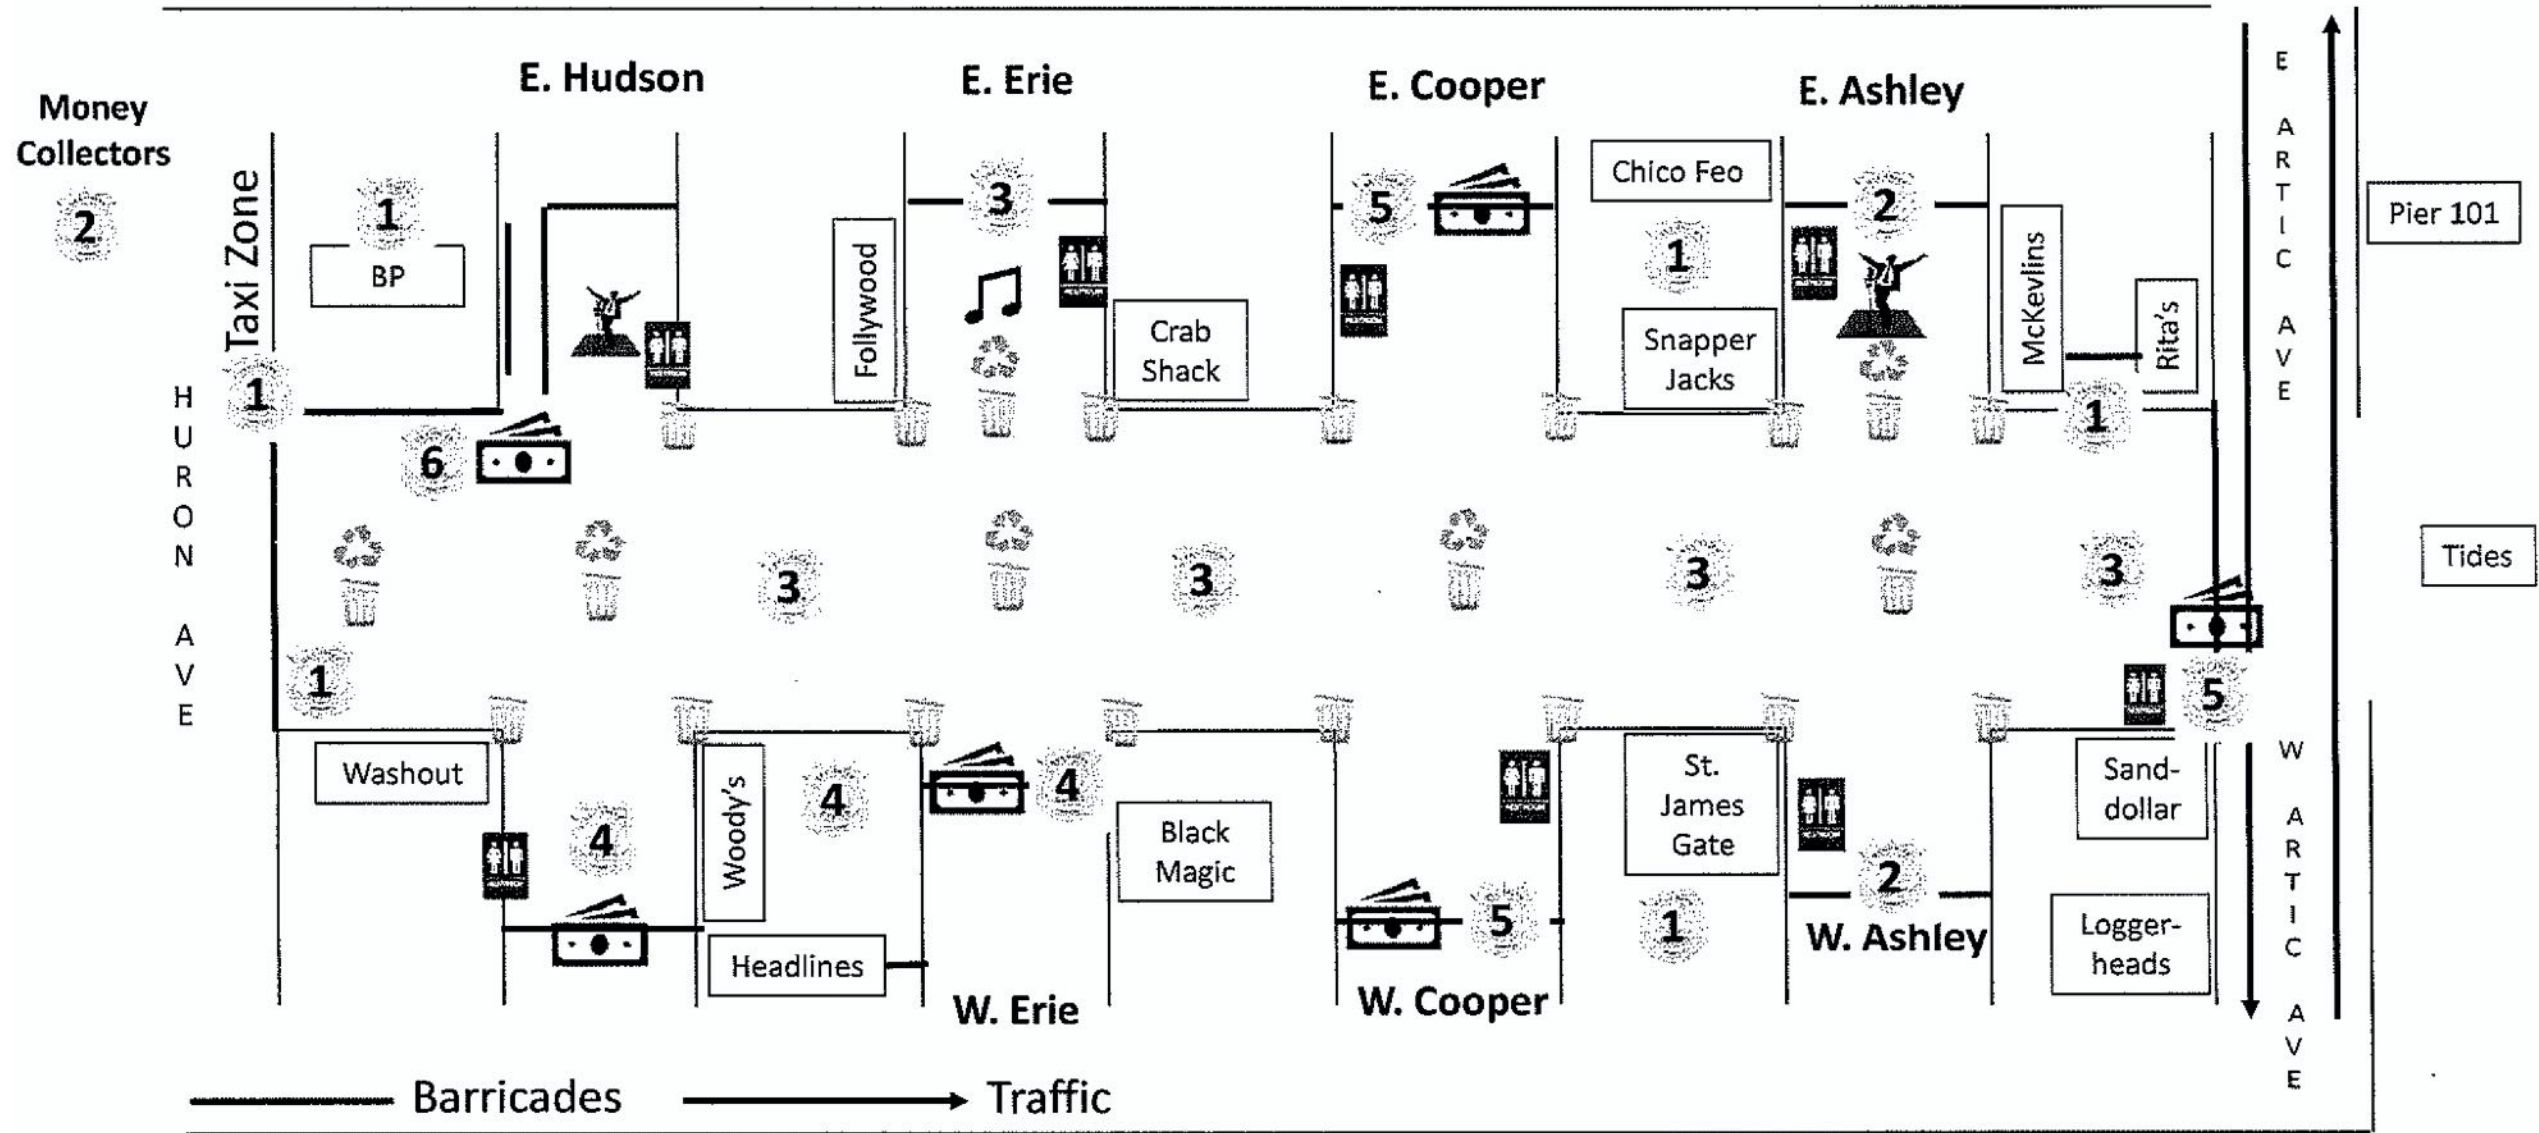 E. Hudson
E. Erie
E. Cooper
E. Ashley
Money
Collectors
2
Taxi Zone
1
BP
3
5
Chico Feo
2
E ARTIC AVE
Pier 101
Follywood
1
McKevlins
Rita's
Crab
Shack
Snapper
Jacks
1
HURON AVE
6
1
3
3
3
3
Tides
1
5
Washout
Woody's
4
4
4
Black
Magic
St.
James
Gate
Sand-
dollar
W ARTIC AVE
2
5
1
W. Ashley
Logger-
heads
Headlines
W. Erie
W. Cooper
Barricades
Traffic